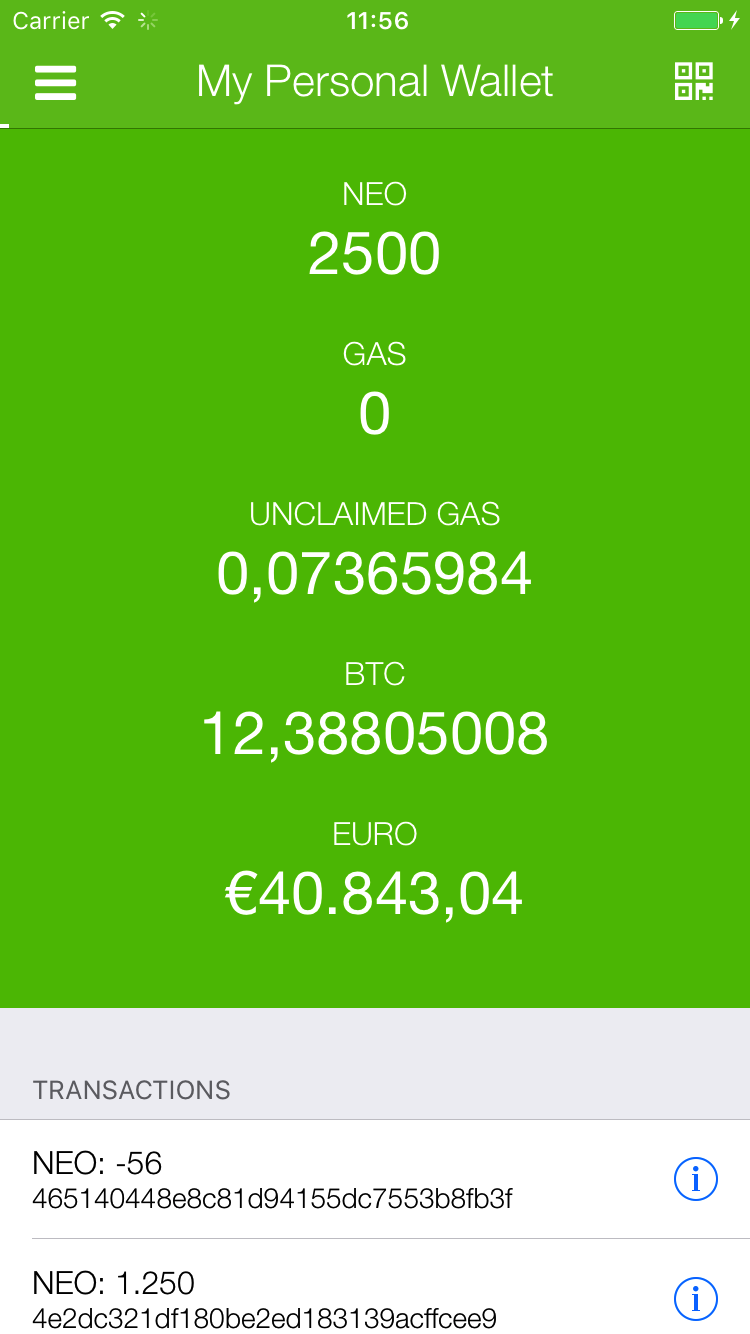 Carrier 11:56
My Personal Wallet
NEO
2500
GAS
0
UNCLAIMED GAS
0,07365984
BTC
12,38805008
EURO
€40.843,04
TRANSACTIONS
NEO: -56
465140448e8c81d94155dc7553b8fb3f
NEO: 1.250
4e2dc321df180be2ed183139acffcee9